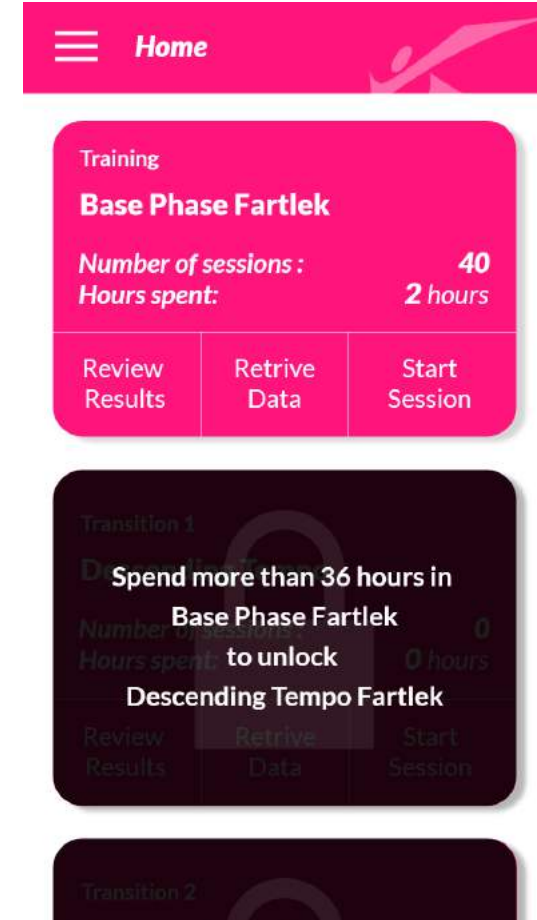 Home
Training
Base Phase Fartlek
Number of sessions : 40
Hours spent: 2 hours
Review Results
Retrive Data
Start Session
Transition 1
Spend more than 36 hours in
Base Phase Fartlek
to unlock
Descending Tempo Fartlek
Number of sessions : 0
Hours spent: 0 hours
Review Results
Retrive Data
Start Session
Transition 2